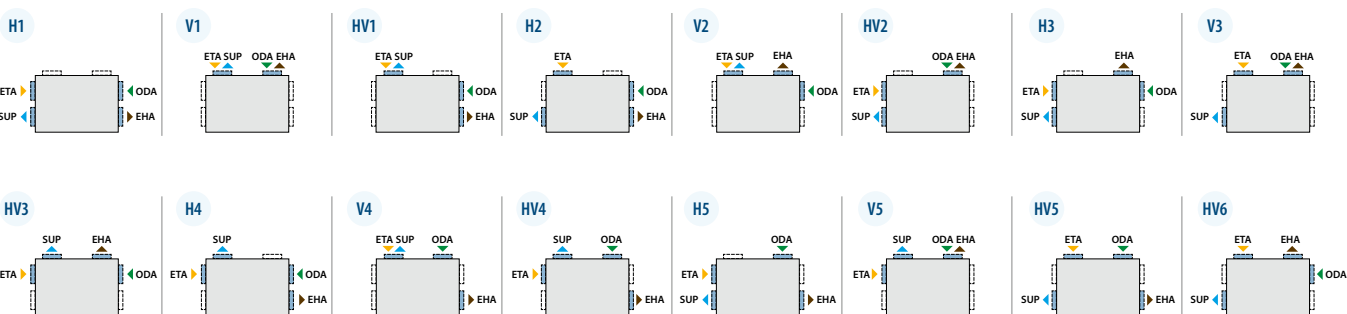 H1 V1 HV1 H2 V2 HV2 H3 V3
ETA SUP ODA EHA ETA SUP ETA ETA SUP EHA ODA EHA EHA ETA ODA EHA
ETA ODA ODA ODA ODA ETA ETA ODA
SUP EHA EHA SUP EHA SUP SUP SUP
HV3 H4 V4 HV4 H5 V5 HV5 HV6
SUP EHA SUP ETA SUP ODA SUP ODA ODA SUP ODA EHA ETA ODA ETA EHA
ETA ODA ETA ODA ETA ETA ETA ODA
EHA EHA EHA SUP EHA SUP EHA SUP